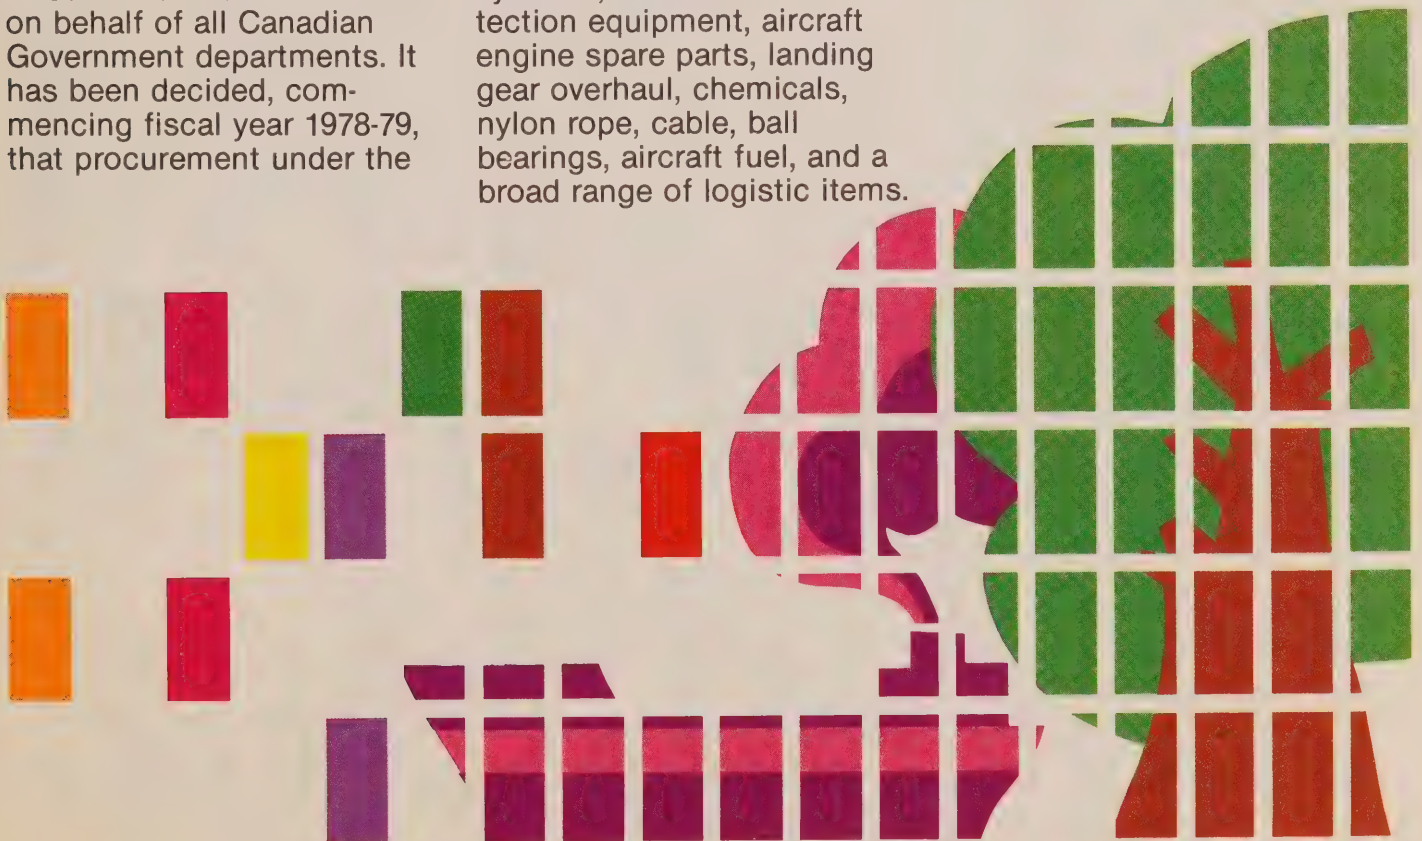 on behalf of all Canadian
Government departments. It
has been decided, com-
mencing fiscal year 1978-79,
that procurement under the
tection equipment, aircraft
engine spare parts, landing
gear overhaul, chemicals,
nylon rope, cable, ball
bearings, aircraft fuel, and a
broad range of logistic items.